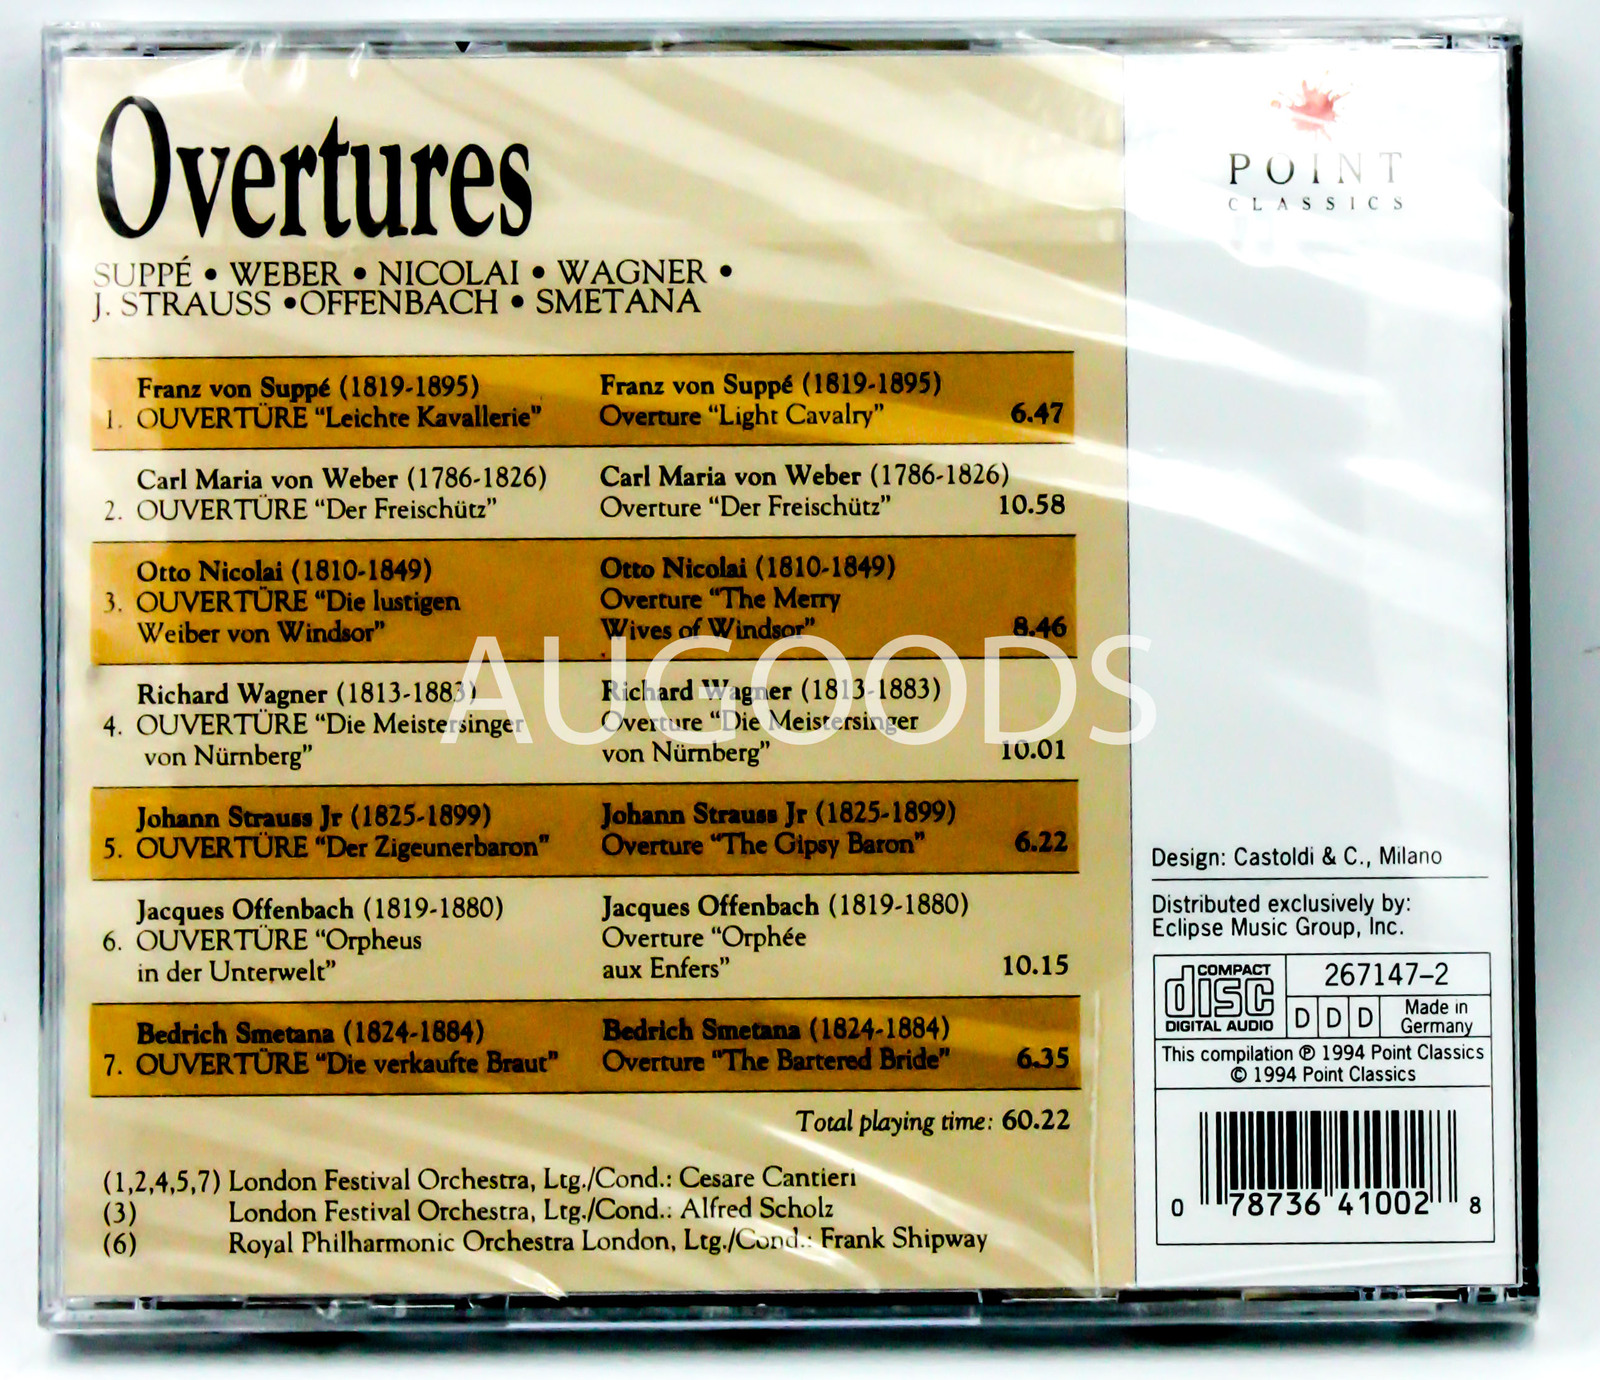 Overtures
SUPPÉ • WEBER • NICOLAI • WAGNER •
J. STRAUSS • OFFENBACH • SMETANA
Franz von Suppé (1819-1895) Franz von Suppé (1819-1895)
1. OUVERTÜRE "Leichte Kavallerie" Overture "Light Cavalry" 6.47
Carl Maria von Weber (1786-1826) Carl Maria von Weber (1786-1826)
2. OUVERTÜRE "Der Freischütz" Overture "Der Freischütz" 10.58
Otto Nicolai (1810-1849) Otto Nicolai (1810-1849)
3. OUVERTÜRE "Die lustigen Overture "The Merry
Weiber von Windsor" Wives of Windsor" 8.46
Richard Wagner (1813-1883) Richard Wagner (1813-1883)
4. OUVERTÜRE "Die Meistersinger Overture "Die Meistersinger
von Nürnberg" von Nürnberg" 10.01
Johann Strauss Jr (1825-1899) Johann Strauss Jr (1825-1899)
5. OUVERTÜRE "Der Zigeunerbaron" Overture "The Gipsy Baron" 6.22
Jacques Offenbach (1819-1880) Jacques Offenbach (1819-1880)
6. OUVERTÜRE "Orpheus Overture "Orphée
in der Unterwelt" aux Enfers" 10.15
Bedrich Smetana (1824-1884) Bedrich Smetana (1824-1884)
7. OUVERTÜRE "Die verkaufte Braut" Overture "The Bartered Bride" 6.35
Total playing time: 60.22
(1,2,4,5,7) London Festival Orchestra, Ltg./Cond.: Cesare Cantieri
(3) London Festival Orchestra, Ltg./Cond.: Alfred Scholz
(6) Royal Philharmonic Orchestra London, Ltg./Cond.: Frank Shipway
AUGOODS
POINT
CLASSICS
Design: Castoldi & C., Milano
Distributed exclusively by:
Eclipse Music Group, Inc.
COMPACT
disc
DIGITAL AUDIO
267147-2
D D D
Made in
Germany
This compilation ℗ 1994 Point Classics
© 1994 Point Classics
0 78736 41002 8